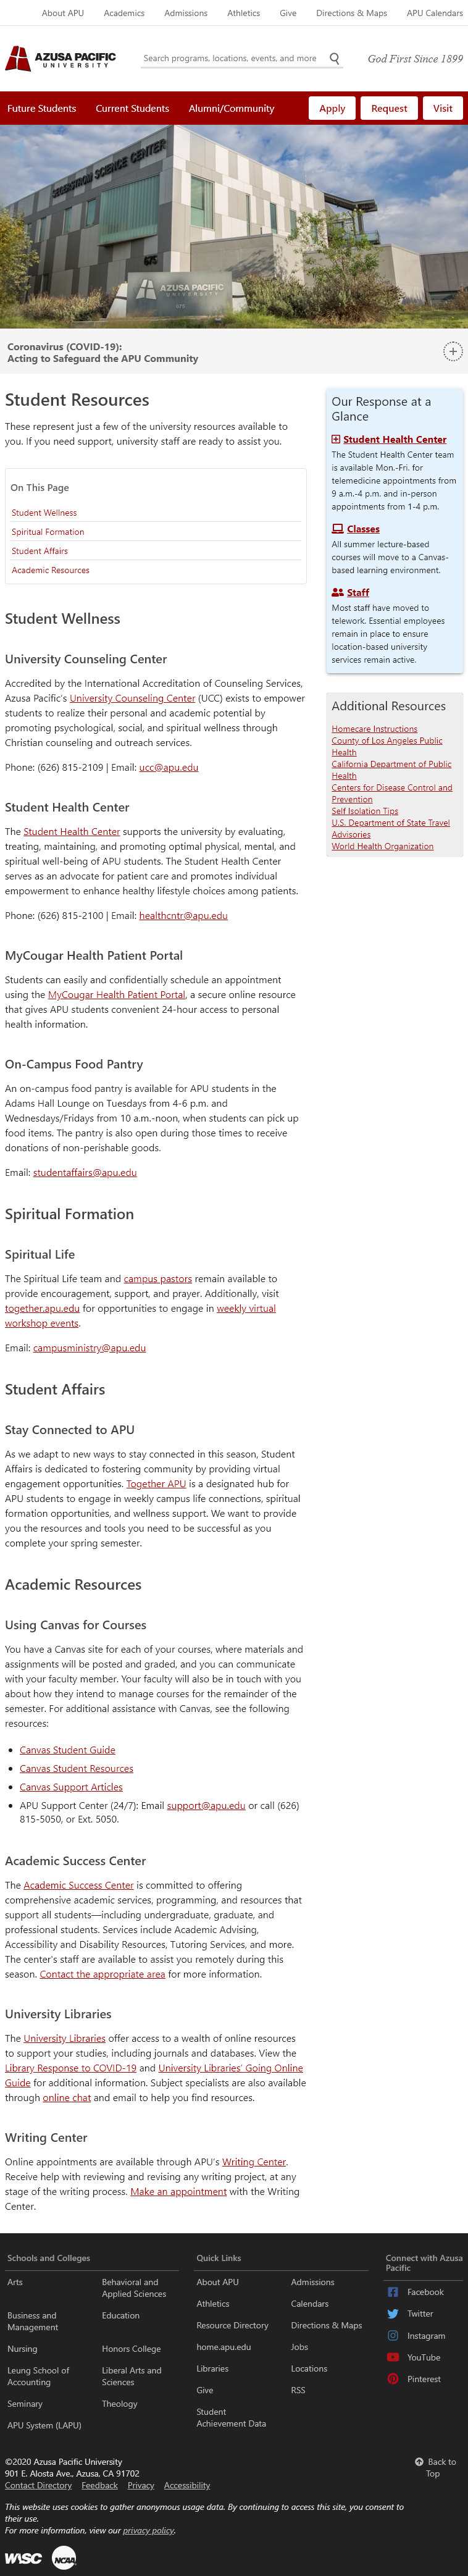 About APU
Academics
Admissions
Athletics
Give
Directions & Maps
APU Calendars
AZUSA PACIFIC
UNIVERSITY
Search programs, locations, events, and more
God First Since 1899
Future Students
Current Students
Alumni/Community
Apply
Request
Visit
SEGERSTROM SCIENCE CENTER
675
AZUSA PACIFIC
UNIVERSITY
675
Coronavirus (COVID-19):
Acting to Safeguard the APU Community
Student Resources
These represent just a few of the university resources available to
you. If you need support, university staff are ready to assist you.
On This Page
Student Wellness
Spiritual Formation
Student Affairs
Academic Resources
Student Wellness
University Counseling Center
Accredited by the International Accreditation of Counseling Services,
Azusa Pacific's University Counseling Center (UCC) exists to empower
students to realize their personal and academic potential by
promoting psychological, social, and spiritual wellness through
Christian counseling and outreach services.
Phone: (626) 815-2109 | Email: ucc@apu.edu
Student Health Center
The Student Health Center supports the university by evaluating,
treating, maintaining, and promoting optimal physical, mental, and
spiritual well-being of APU students. The Student Health Center
serves as an advocate for patient care and promotes individual
empowerment to enhance healthy lifestyle choices among patients.
Phone: (626) 815-2100 | Email: healthcntr@apu.edu
MyCougar Health Patient Portal
Students can easily and confidentially schedule an appointment
using the MyCougar Health Patient Portal, a secure online resource
that gives APU students convenient 24-hour access to personal
health information.
On-Campus Food Pantry
An on-campus food pantry is available for APU students in the
Adams Hall Lounge on Tuesdays from 4-6 p.m. and
Wednesdays/Fridays from 10 a.m.-noon, when students can pick up
food items. The pantry is also open during those times to receive
donations of non-perishable goods.
Email: studentaffairs@apu.edu
Spiritual Formation
Spiritual Life
The Spiritual Life team and campus pastors remain available to
provide encouragement, support, and prayer. Additionally, visit
together.apu.edu for opportunities to engage in weekly virtual
workshop events.
Email: campusministry@apu.edu
Student Affairs
Stay Connected to APU
As we adapt to new ways to stay connected in this season, Student
Affairs is dedicated to fostering community by providing virtual
engagement opportunities. Together APU is a designated hub for
APU students to engage in weekly campus life connections, spiritual
formation opportunities, and wellness support. We want to provide
you the resources and tools you need to be successful as you
complete your spring semester.
Academic Resources
Using Canvas for Courses
You have a Canvas site for each of your courses, where materials and
assignments will be posted and graded, and you can communicate
with your faculty member. Your faculty will also be in touch with you
about how they intend to manage courses for the remainder of the
semester. For additional assistance with Canvas, see the following
resources:
Canvas Student Guide
Canvas Student Resources
Canvas Support Articles
APU Support Center (24/7): Email support@apu.edu or call (626)
815-5050, or Ext. 5050.
Academic Success Center
The Academic Success Center is committed to offering
comprehensive academic services, programming, and resources that
support all students—including undergraduate, graduate, and
professional students. Services include Academic Advising,
Accessibility and Disability Resources, Tutoring Services, and more.
The center's staff are available to assist you remotely during this
season. Contact the appropriate area for more information.
University Libraries
The University Libraries offer access to a wealth of online resources
to support your studies, including journals and databases. View the
Library Response to COVID-19 and University Libraries' Going Online
Guide for additional information. Subject specialists are also available
through online chat and email to help you find resources.
Writing Center
Online appointments are available through APU's Writing Center.
Receive help with reviewing and revising any writing project, at any
stage of the writing process. Make an appointment with the Writing
Center.
Our Response at a
Glance
Student Health Center
The Student Health Center team
is available Mon.-Fri. for
telemedicine appointments from
9 a.m.-4 p.m. and in-person
appointments from 1-4 p.m.
Classes
All summer lecture-based
courses will move to a Canvas-
based learning environment.
Staff
Most staff have moved to
telework. Essential employees
remain in place to ensure
location-based university
services remain active.
Additional Resources
Homecare Instructions
County of Los Angeles Public
Health
California Department of Public
Health
Centers for Disease Control and
Prevention
Self Isolation Tips
U.S. Department of State Travel
Advisories
World Health Organization
Schools and Colleges
Arts
Behavioral and
Applied Sciences
Business and
Management
Education
Nursing
Honors College
Leung School of
Accounting
Liberal Arts and
Sciences
Seminary
Theology
APU System (LAPU)
Quick Links
About APU
Admissions
Athletics
Calendars
Resource Directory
Directions & Maps
home.apu.edu
Jobs
Libraries
Locations
Give
RSS
Student
Achievement Data
Connect with Azusa
Pacific
Facebook
Twitter
Instagram
YouTube
Pinterest
©2020 Azusa Pacific University
901 E. Alosta Ave., Azusa, CA 91702
Contact Directory
Feedback
Privacy
Accessibility
Back to
Top
This website uses cookies to gather anonymous usage data. By continuing to access this site, you consent to
their use.
For more information, view our privacy policy.
WASC
NCAA